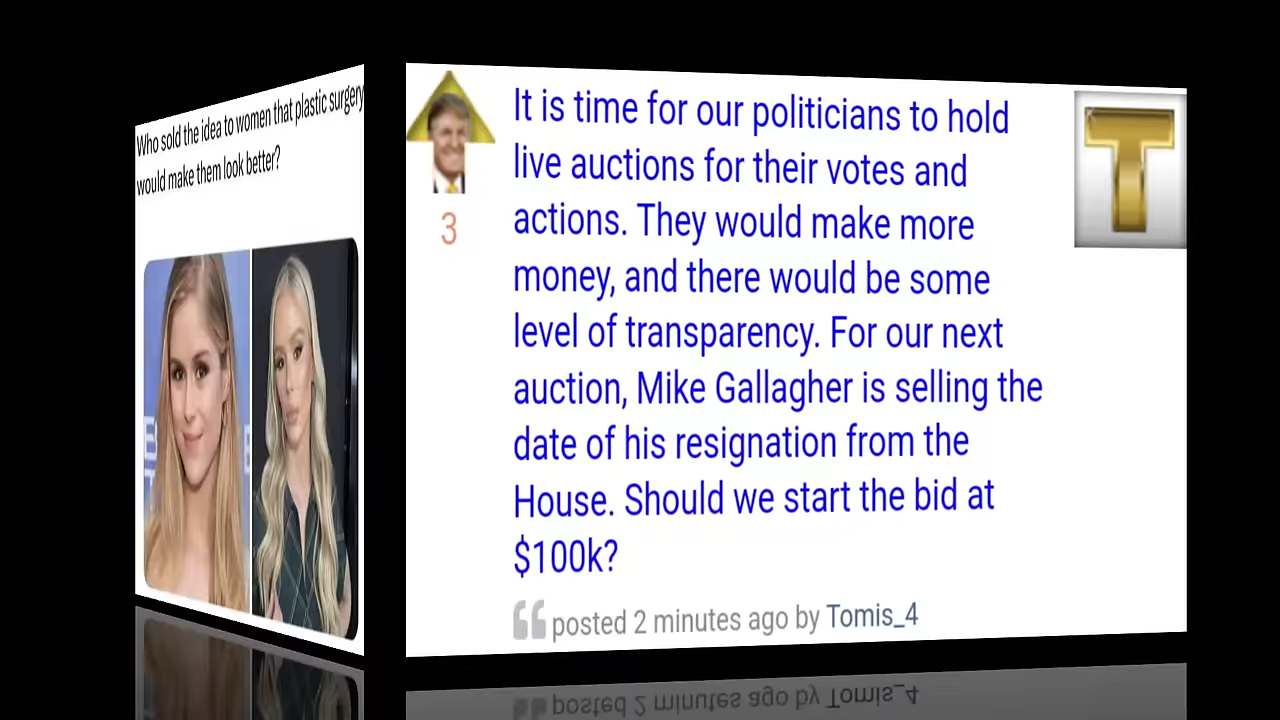 Who sold the idea to women that plastic surgery
would make them look better?
It is time for our politicians to hold
live auctions for their votes and
actions. They would make more
money, and there would be some
level of transparency. For our next
auction, Mike Gallagher is selling the
date of his resignation from the
House. Should we start the bid at
$100k?
posted 2 minutes ago by Tomis_4
3
T